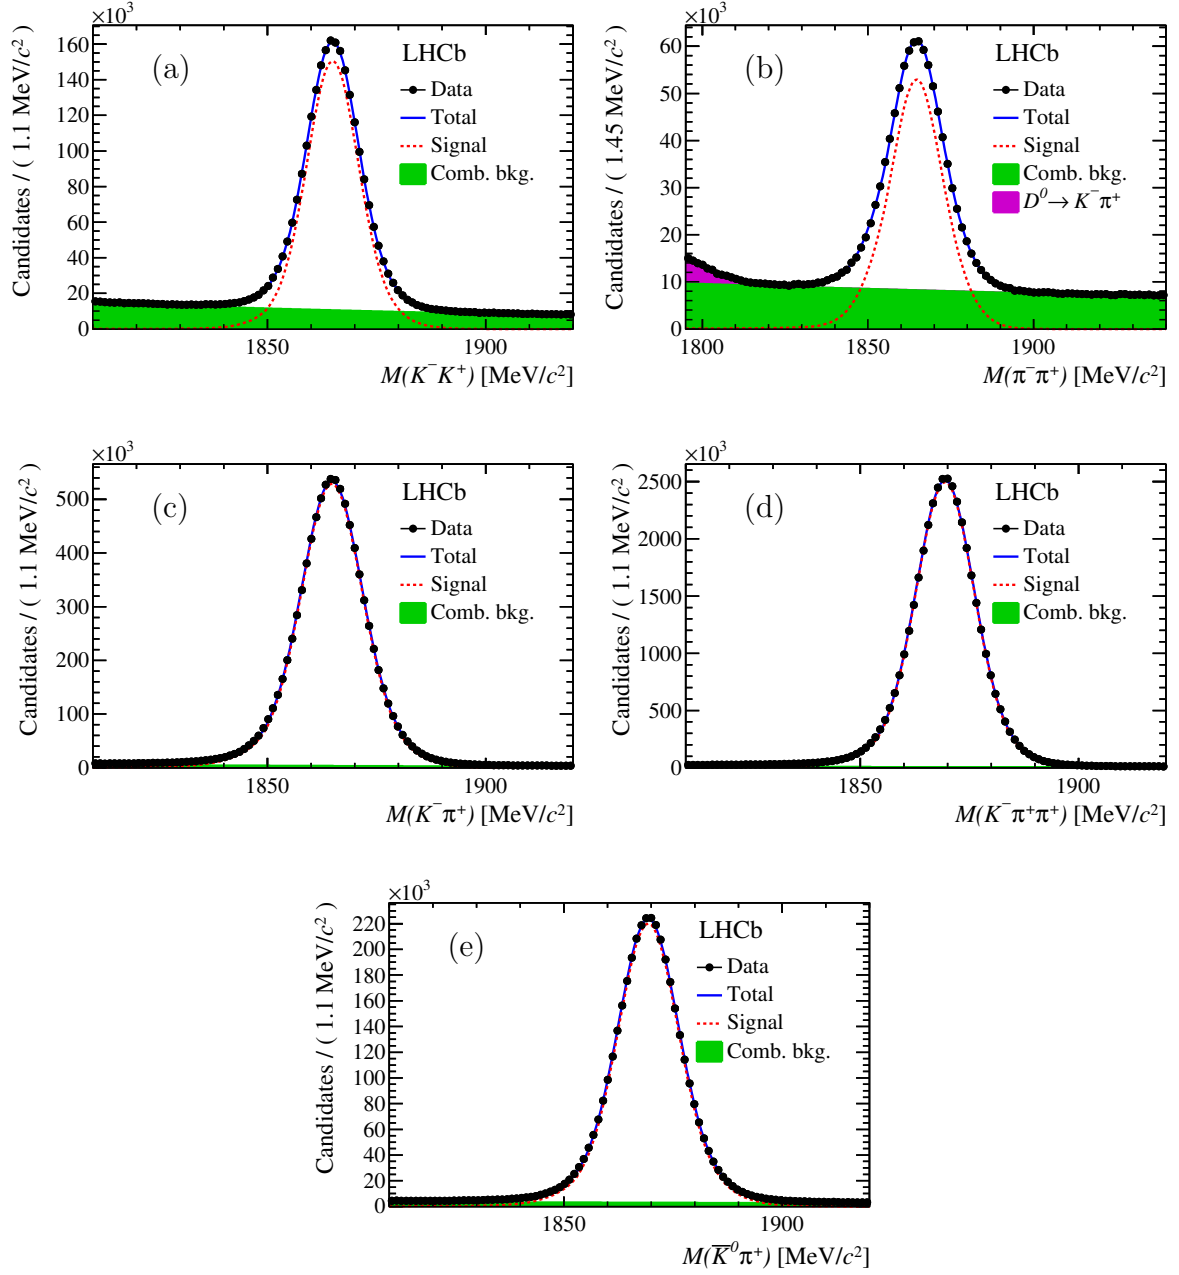 ×10³
Candidates / ( 1.1 MeV/c² )
160
140
120
100
80
60
40
20
0
(a)
LHCb
Data
Total
Signal
Comb. bkg.
1850
1900
M(K⁻K⁺) [MeV/c²]
×10³
Candidates / ( 1.45 MeV/c² )
60
50
40
30
20
10
0
(b)
LHCb
Data
Total
Signal
Comb. bkg.
D⁰→ K⁻π⁺
1800
1850
1900
M(π⁻π⁺) [MeV/c²]
×10³
Candidates / ( 1.1 MeV/c² )
500
400
300
200
100
0
(c)
LHCb
Data
Total
Signal
Comb. bkg.
1850
1900
M(K⁻π⁺) [MeV/c²]
×10³
Candidates / ( 1.1 MeV/c² )
2500
2000
1500
1000
500
0
(d)
LHCb
Data
Total
Signal
Comb. bkg.
1850
1900
M(K⁻π⁺π⁺) [MeV/c²]
×10³
Candidates / ( 1.1 MeV/c² )
220
200
180
160
140
120
100
80
60
40
20
0
(e)
LHCb
Data
Total
Signal
Comb. bkg.
1850
1900
M(K̅⁰π⁺) [MeV/c²]